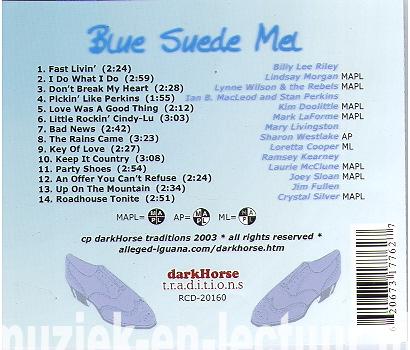 Blue Suede Mel
1. Fast Livin' (2:24) Billy Lee Riley
2. I Do What I Do (2:59) Lindsay Morgan MAPL
3. Don't Break My Heart (2:28) Lynne Wilson & the Rebels MAPL
4. Pickin' Like Perkins (1:55) Ian B. MacLeod and Stan Perkins
5. Love Was A Good Thing (2:12) Kim Doolittle MAPL
6. Little Rockin' Cindy-Lu (3:03) Mark LaForme MAPL
7. Bad News (2:42) Mary Livingston
8. The Rains Came (3:23) Sharon Westlake AP
9. Key Of Love (2:27) Loretta Cooper ML
10. Keep It Country (3:08) Ramsey Kearney
11. Party Shoes (2:54) Laurie McClune MAPL
12. An Offer You Can't Refuse (2:24) Joey Sloan MAPL
13. Up On The Mountain (2:34) Jim Fullen
14. Roadhouse Tonite (2:51) Crystal Silver MAPL
MAPL= AP= ML=
cp darkHorse traditions 2003 * all rights reserved *
alleged-iguana.com/darkhorse.htm
darkHorse
t.r.a.d.i.t.i.o.n.s
RCD-20160
muziek-en-lectuur.nl